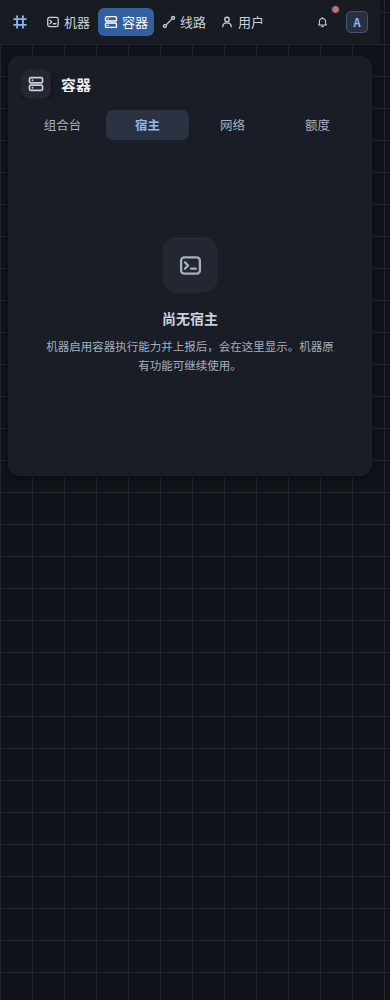 机器 容器 线路 用户 A
容器
组合台 宿主 网络 额度
尚无宿主
机器启用容器执行能力并上报后，会在这里显示。机器原
有功能可继续使用。